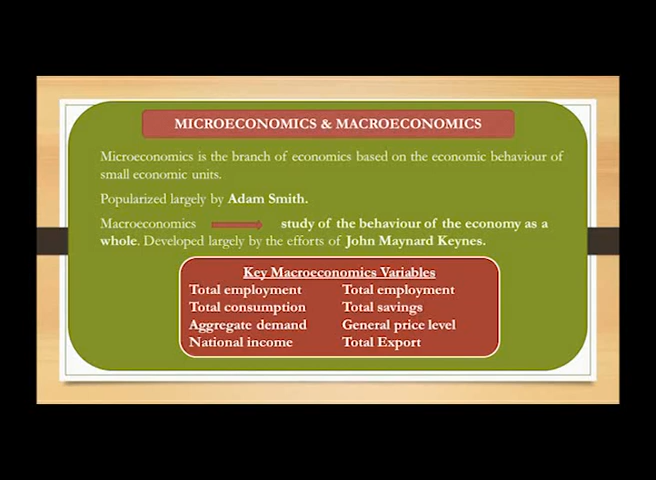 MICROECONOMICS & MACROECONOMICS
Microeconomics is the branch of economics based on the economic behaviour of
small economic units.
Popularized largely by Adam Smith.
Macroeconomics study of the behaviour of the economy as a
whole. Developed largely by the efforts of John Maynard Keynes.
Key Macroeconomics Variables
Total employment Total employment
Total consumption Total savings
Aggregate demand General price level
National income Total Export